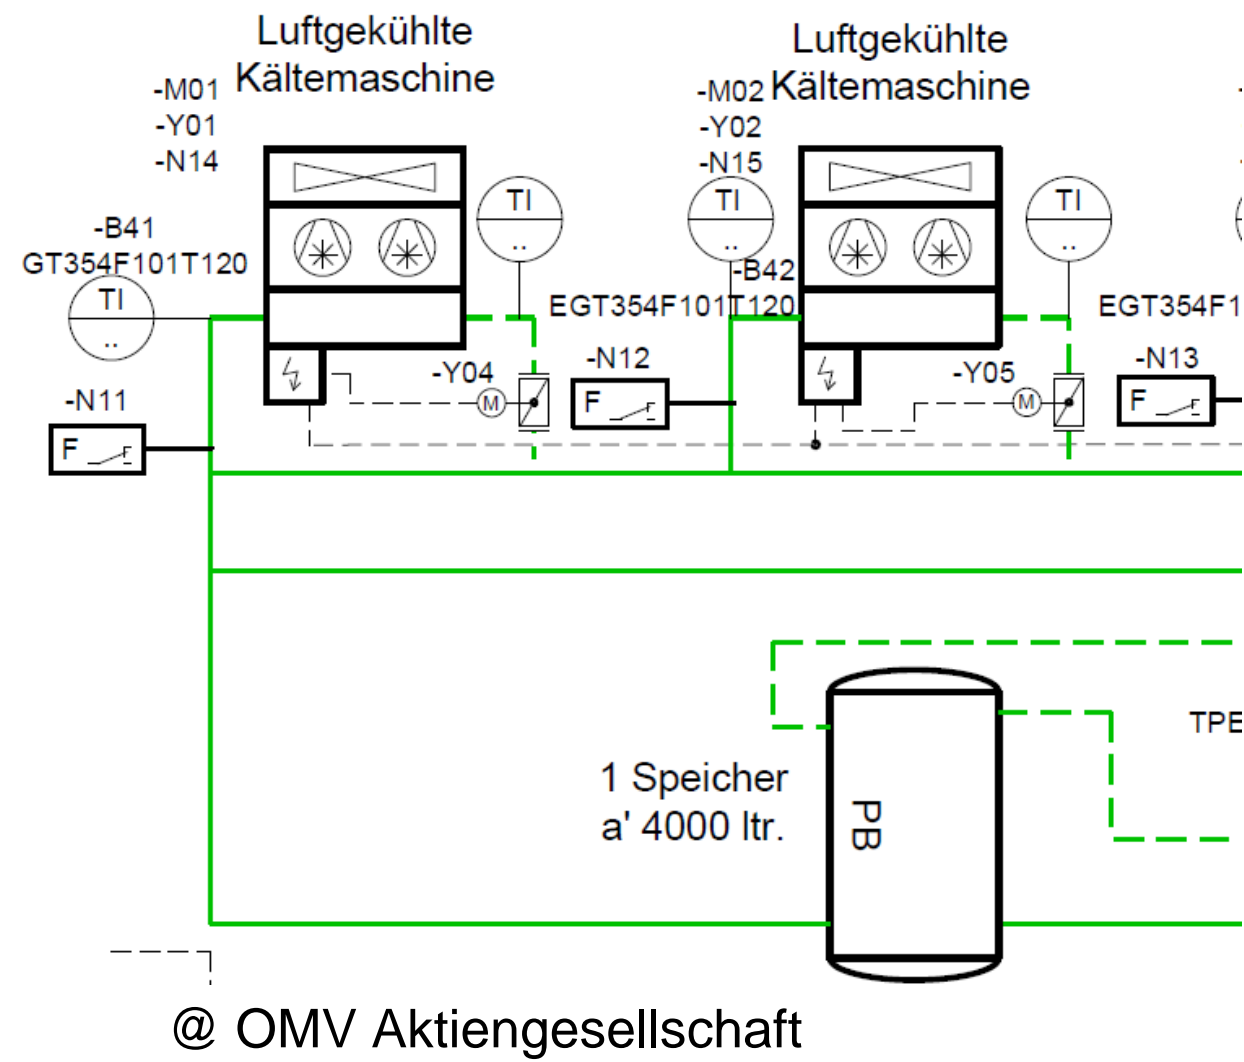 Luftgekühlte
Kältemaschine
-M01
-Y01
-N14
-B41
GT354F101T120
TI
..
TI
..
-N11
F
-Y04
M
Luftgekühlte
Kältemaschine
-M02
-Y02
-N15
TI
..
-B42
EGT354F101T120
TI
..
-N12
F
-Y05
M
EGT354F1
-N13
F
1 Speicher
a' 4000 ltr.
PB
TPE
@ OMV Aktiengesellschaft